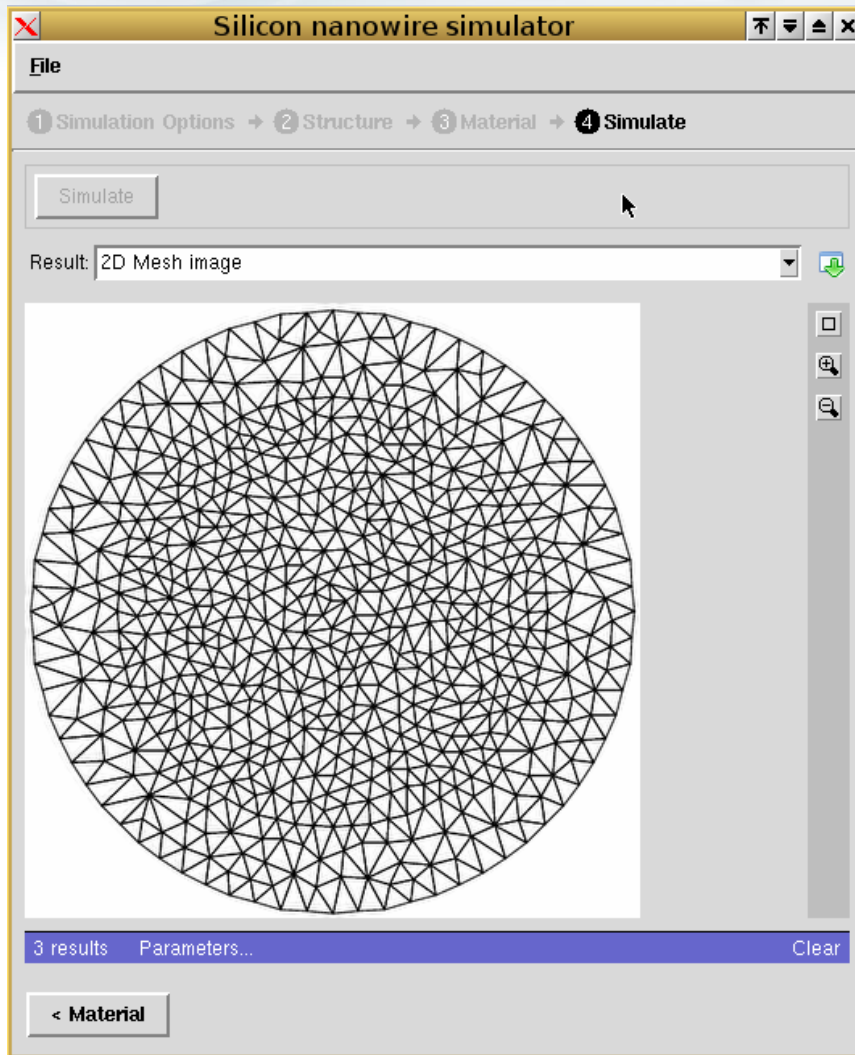 Silicon nanowire simulator
File
1 Simulation Options → 2 Structure → 3 Material → 4 Simulate
Simulate
Result: 2D Mesh image
3 results Parameters... Clear
< Material